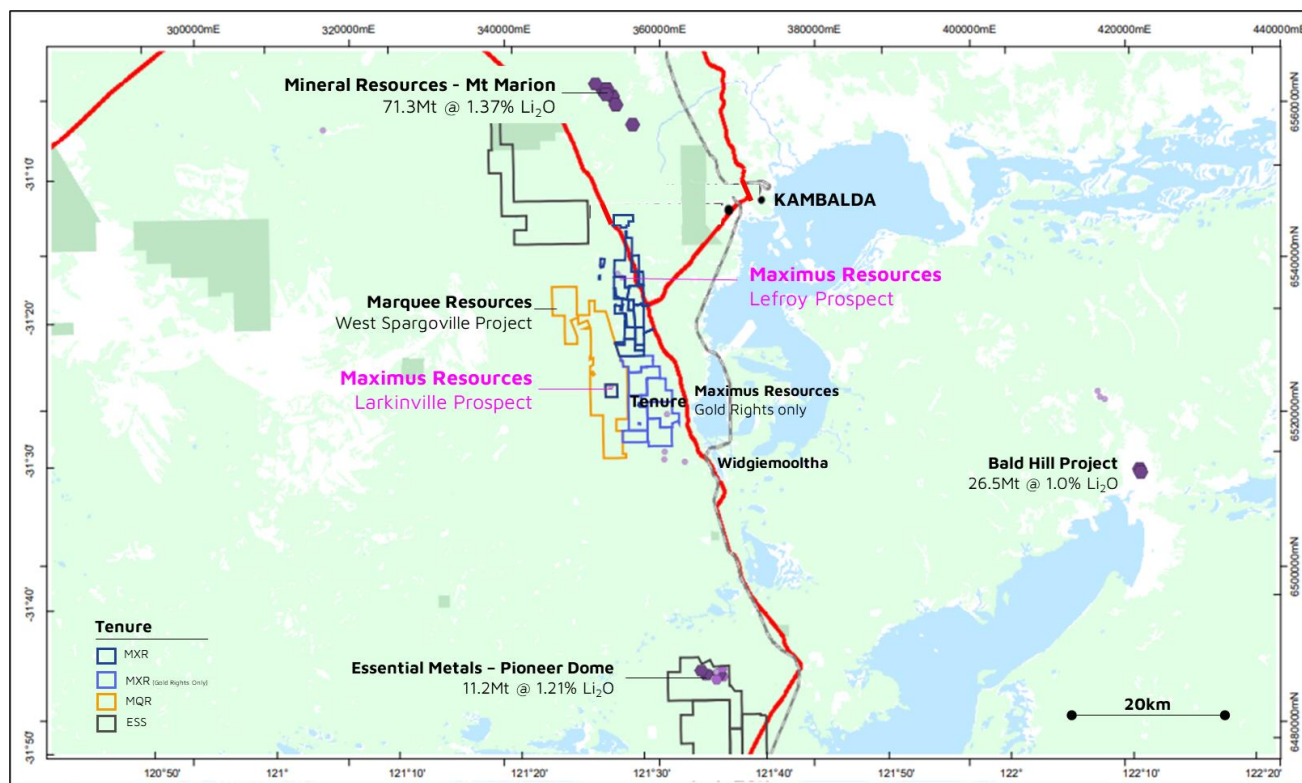 300000mE
320000mE
340000mE
360000mE
380000mE
400000mE
420000mE
440000mE
Mineral Resources - Mt Marion
71.3Mt @ 1.37% Li₂O
6560000mN
-31°10'
KAMBALDA
6540000mN
Maximus Resources
Lefroy Prospect
Marquee Resources
West Spargoville Project
-31°20'
Maximus Resources
Larkinville Prospect
Tenure
Maximus Resources
Gold Rights only
6520000mN
-31°30'
Widgiemooltha
Bald Hill Project
26.5Mt @ 1.0% Li₂O
6500000mN
-31°40'
Tenure
MXR
MXR (Gold Rights Only)
MQR
ESS
Essential Metals – Pioneer Dome
11.2Mt @ 1.21% Li₂O
20km
6480000mN
-31°50'
120°50'
121°
121°10'
121°20'
121°30'
121°40'
121°50'
122°
122°10'
122°20'